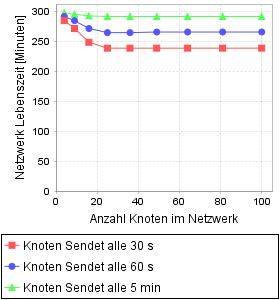 Netzwerk Lebenszeit [Minuten]
300
250
200
150
100
50
0
0 20 40 60 80 100
Anzahl Knoten im Netzwerk
Knoten Sendet alle 30 s
Knoten Sendet alle 60 s
Knoten Sendet alle 5 min